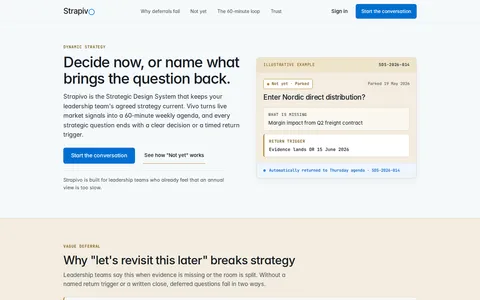 Strapivo
Why deferrals fail
Not yet
The 60-minute loop
Trust
Sign in
Start the conversation
DYNAMIC STRATEGY
Decide now, or name what
brings the question back.
Strapivo is the Strategic Design System that keeps your
leadership team's agreed strategy current. Vivo turns live
market signals into a 60-minute weekly agenda, and every
strategic question ends with a clear decision or a timed return
trigger.
Start the conversation
See how "Not yet" works
Strapivo is built for leadership teams who already feel that an annual
view is too slow.
ILLUSTRATIVE EXAMPLE
SDS-2026-014
Not yet · Parked
Parked 19 May 2026
Enter Nordic direct distribution?
WHAT IS MISSING
Margin impact from Q2 freight contract
RETURN TRIGGER
Evidence lands OR 15 June 2026
Automatically returned to Thursday agenda · SDS-2026-014
VAGUE DEFERRAL
Why "let's revisit this later" breaks strategy
Leadership teams say this when evidence is missing or the room is split. Without a
named return trigger or a written close, deferred questions fail in two ways.